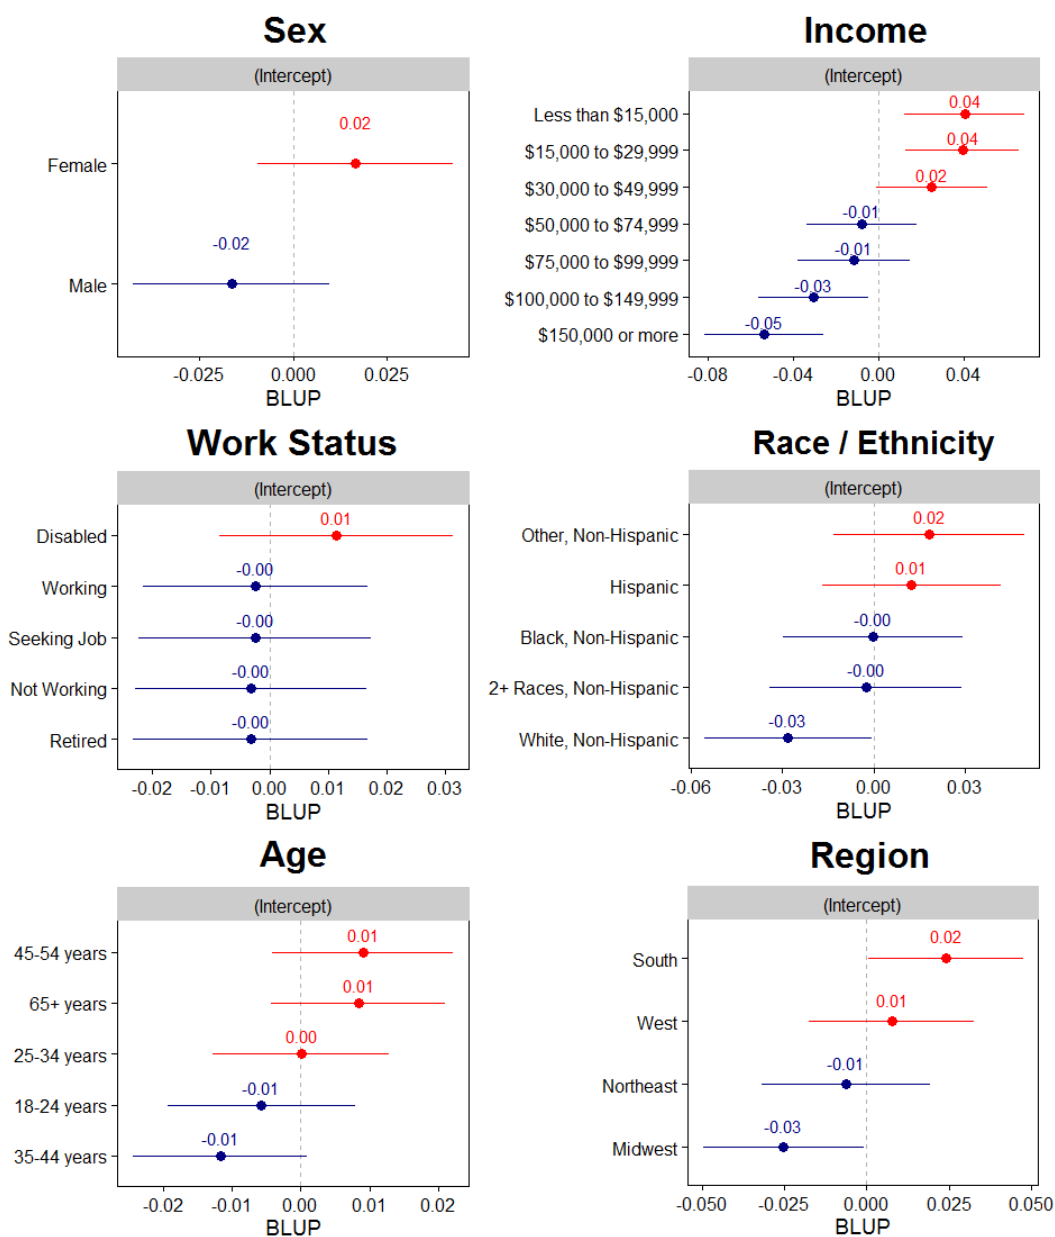 Sex
(Intercept)
0.02
Female
-0.02
Male
-0.025 0.000 0.025
BLUP
Income
(Intercept)
0.04
Less than $15,000
0.04
$15,000 to $29,999
0.02
$30,000 to $49,999
-0.01
$50,000 to $74,999
-0.01
$75,000 to $99,999
-0.03
$100,000 to $149,999
-0.05
$150,000 or more
-0.08 -0.04 0.00 0.04
BLUP
Work Status
(Intercept)
0.01
Disabled
-0.00
Working
-0.00
Seeking Job
-0.00
Not Working
-0.00
Retired
-0.02 -0.01 0.00 0.01 0.02 0.03
BLUP
Race / Ethnicity
(Intercept)
0.02
Other, Non-Hispanic
0.01
Hispanic
-0.00
Black, Non-Hispanic
-0.00
2+ Races, Non-Hispanic
-0.03
White, Non-Hispanic
-0.06 -0.03 0.00 0.03
BLUP
Age
(Intercept)
0.01
45-54 years
0.01
65+ years
0.00
25-34 years
-0.01
18-24 years
-0.01
35-44 years
-0.02 -0.01 0.00 0.01 0.02
BLUP
Region
(Intercept)
0.02
South
0.01
West
-0.01
Northeast
-0.03
Midwest
-0.050 -0.025 0.000 0.025 0.050
BLUP